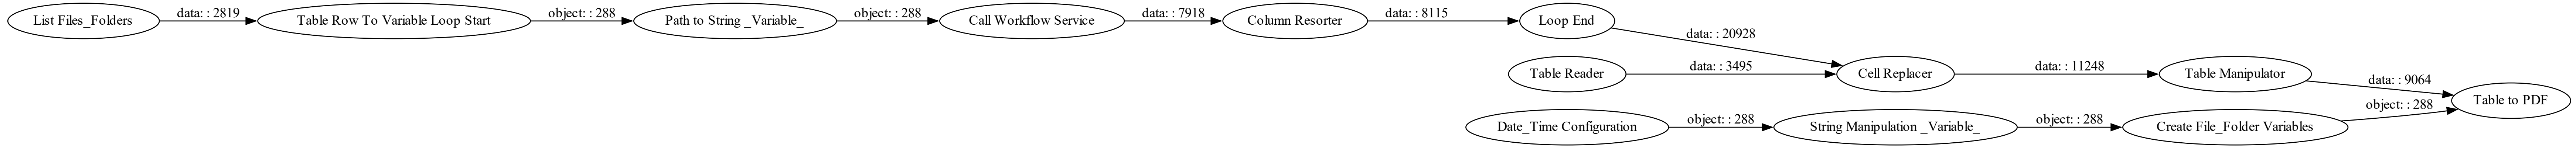 List Files_Folders
data: : 2819
Table Row To Variable Loop Start
object: : 288
Path to String _Variable_
object: : 288
Call Workflow Service
data: : 7918
Column Resorter
data: : 8115
Loop End
data: : 20928
Table Reader
data: : 3495
Cell Replacer
data: : 11248
Table Manipulator
data: : 9064
Date_Time Configuration
object: : 288
String Manipulation _Variable_
object: : 288
Create File_Folder Variables
object: : 288
Table to PDF